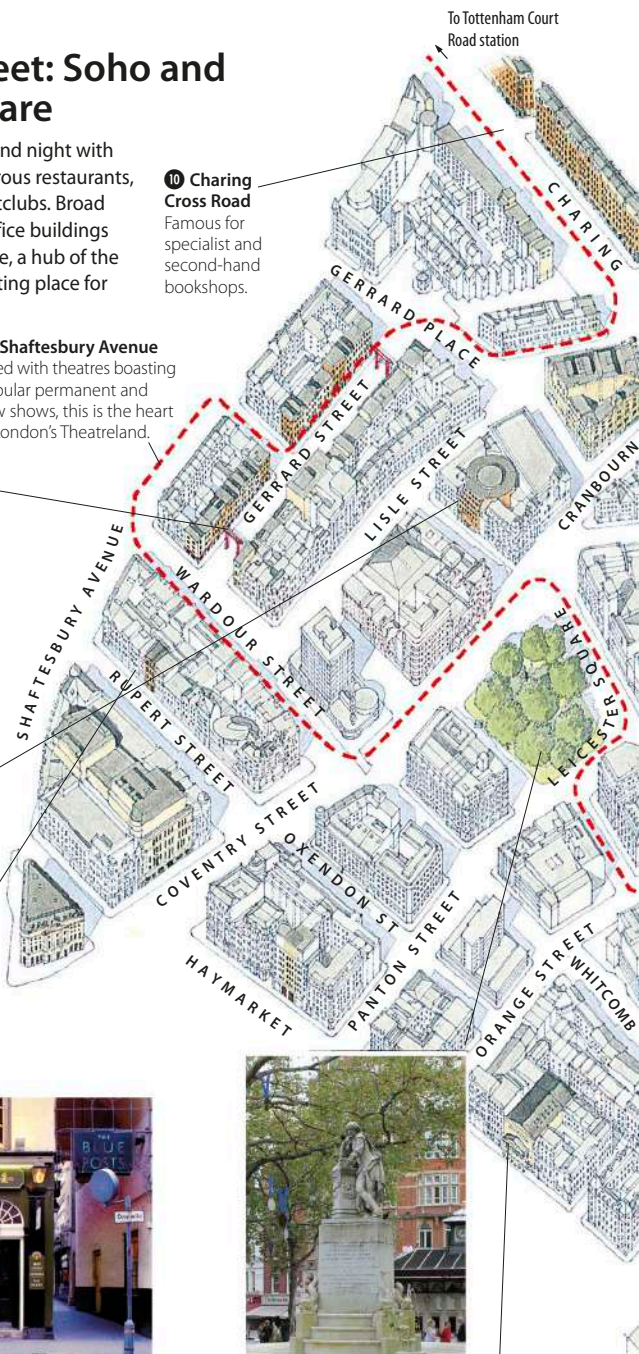 To Tottenham Court
Road station
eet: Soho and
are
nd night with
rous restaurants,
tclubs. Broad
fice buildings
e, a hub of the
ting place for
10 Charing
Cross Road
Famous for
specialist and
second-hand
bookshops.
Shaftesbury Avenue
ed with theatres boasting
pular permanent and
w shows, this is the heart
ondon's Theatreland.
CHARING
GERRARD PLACE
GERRARD STREET
LISLE STREET
CRANBOURN
SHAFTESBURY AVENUE
WARDOUR STREET
RUPERT STREET
LEICESTER SQUARE
COVENTRY STREET
OXENDON ST
HAYMARKET
PANTON STREET
ORANGE STREET
WHITCOMB
THE
BLUE
POSTS